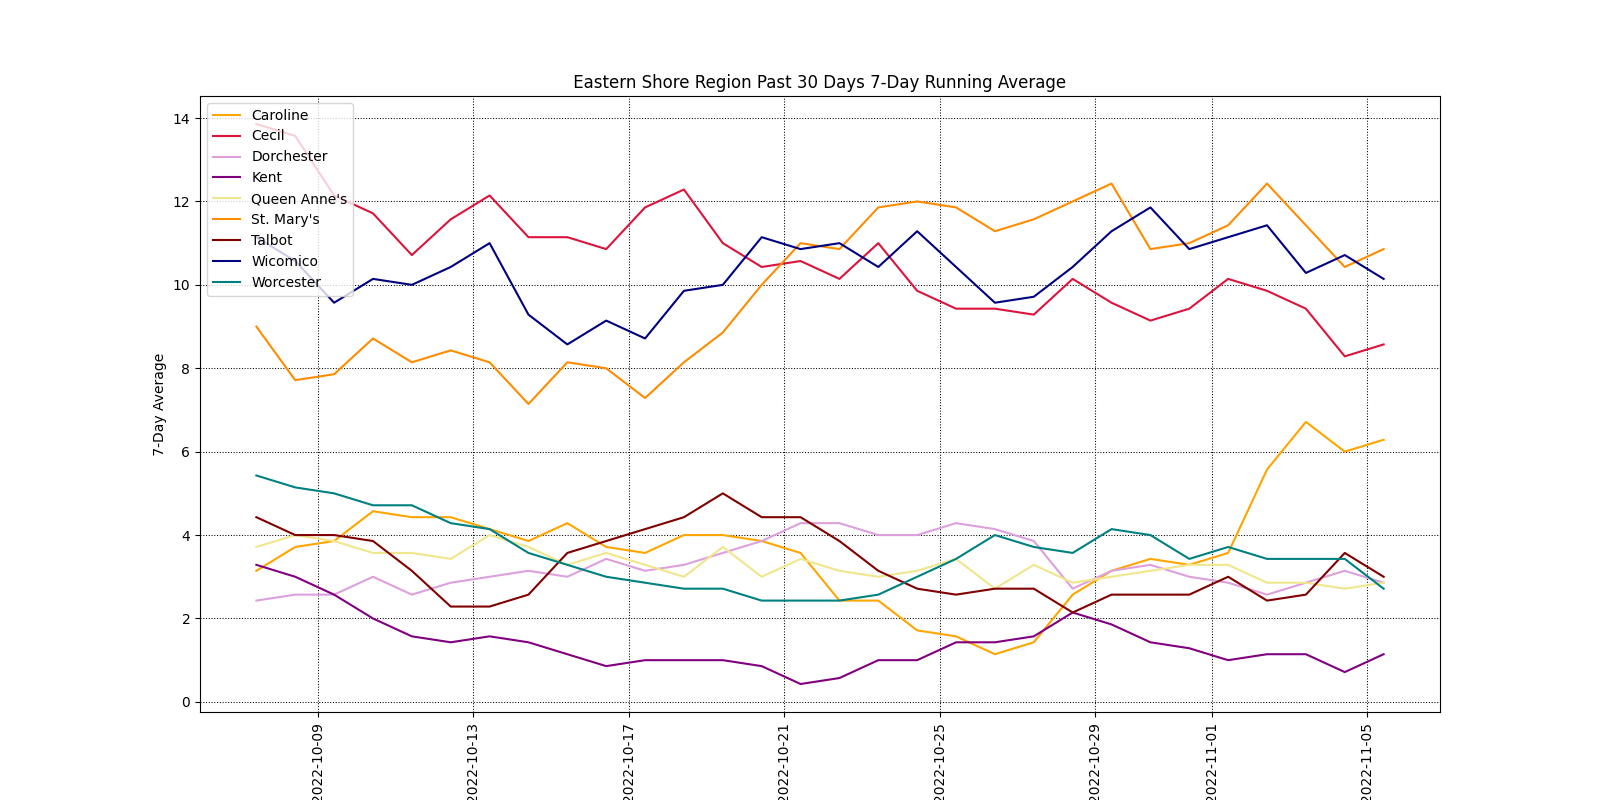 Eastern Shore Region Past 30 Days 7-Day Running Average
Caroline
Cecil
Dorchester
Kent
Queen Anne's
St. Mary's
Talbot
Wicomico
Worcester
14
12
10
8
6
4
2
0
7-Day Average
2022-10-09
2022-10-13
2022-10-17
2022-10-21
2022-10-25
2022-10-29
2022-11-01
2022-11-05